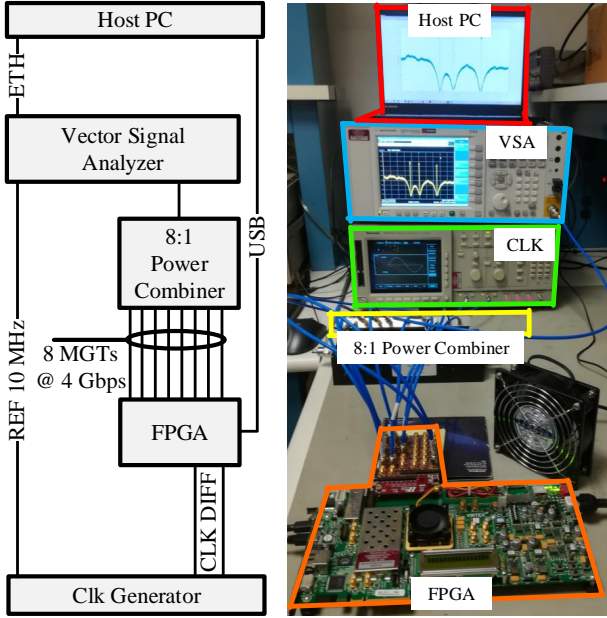 Host PC
ETH
Vector Signal
Analyzer
USB
8:1
Power
Combiner
REF 10 MHz
8 MGTs
@ 4 Gbps
FPGA
CLK DIFF
Clk Generator
Host PC
VSA
CLK
8:1 Power Combiner
FPGA